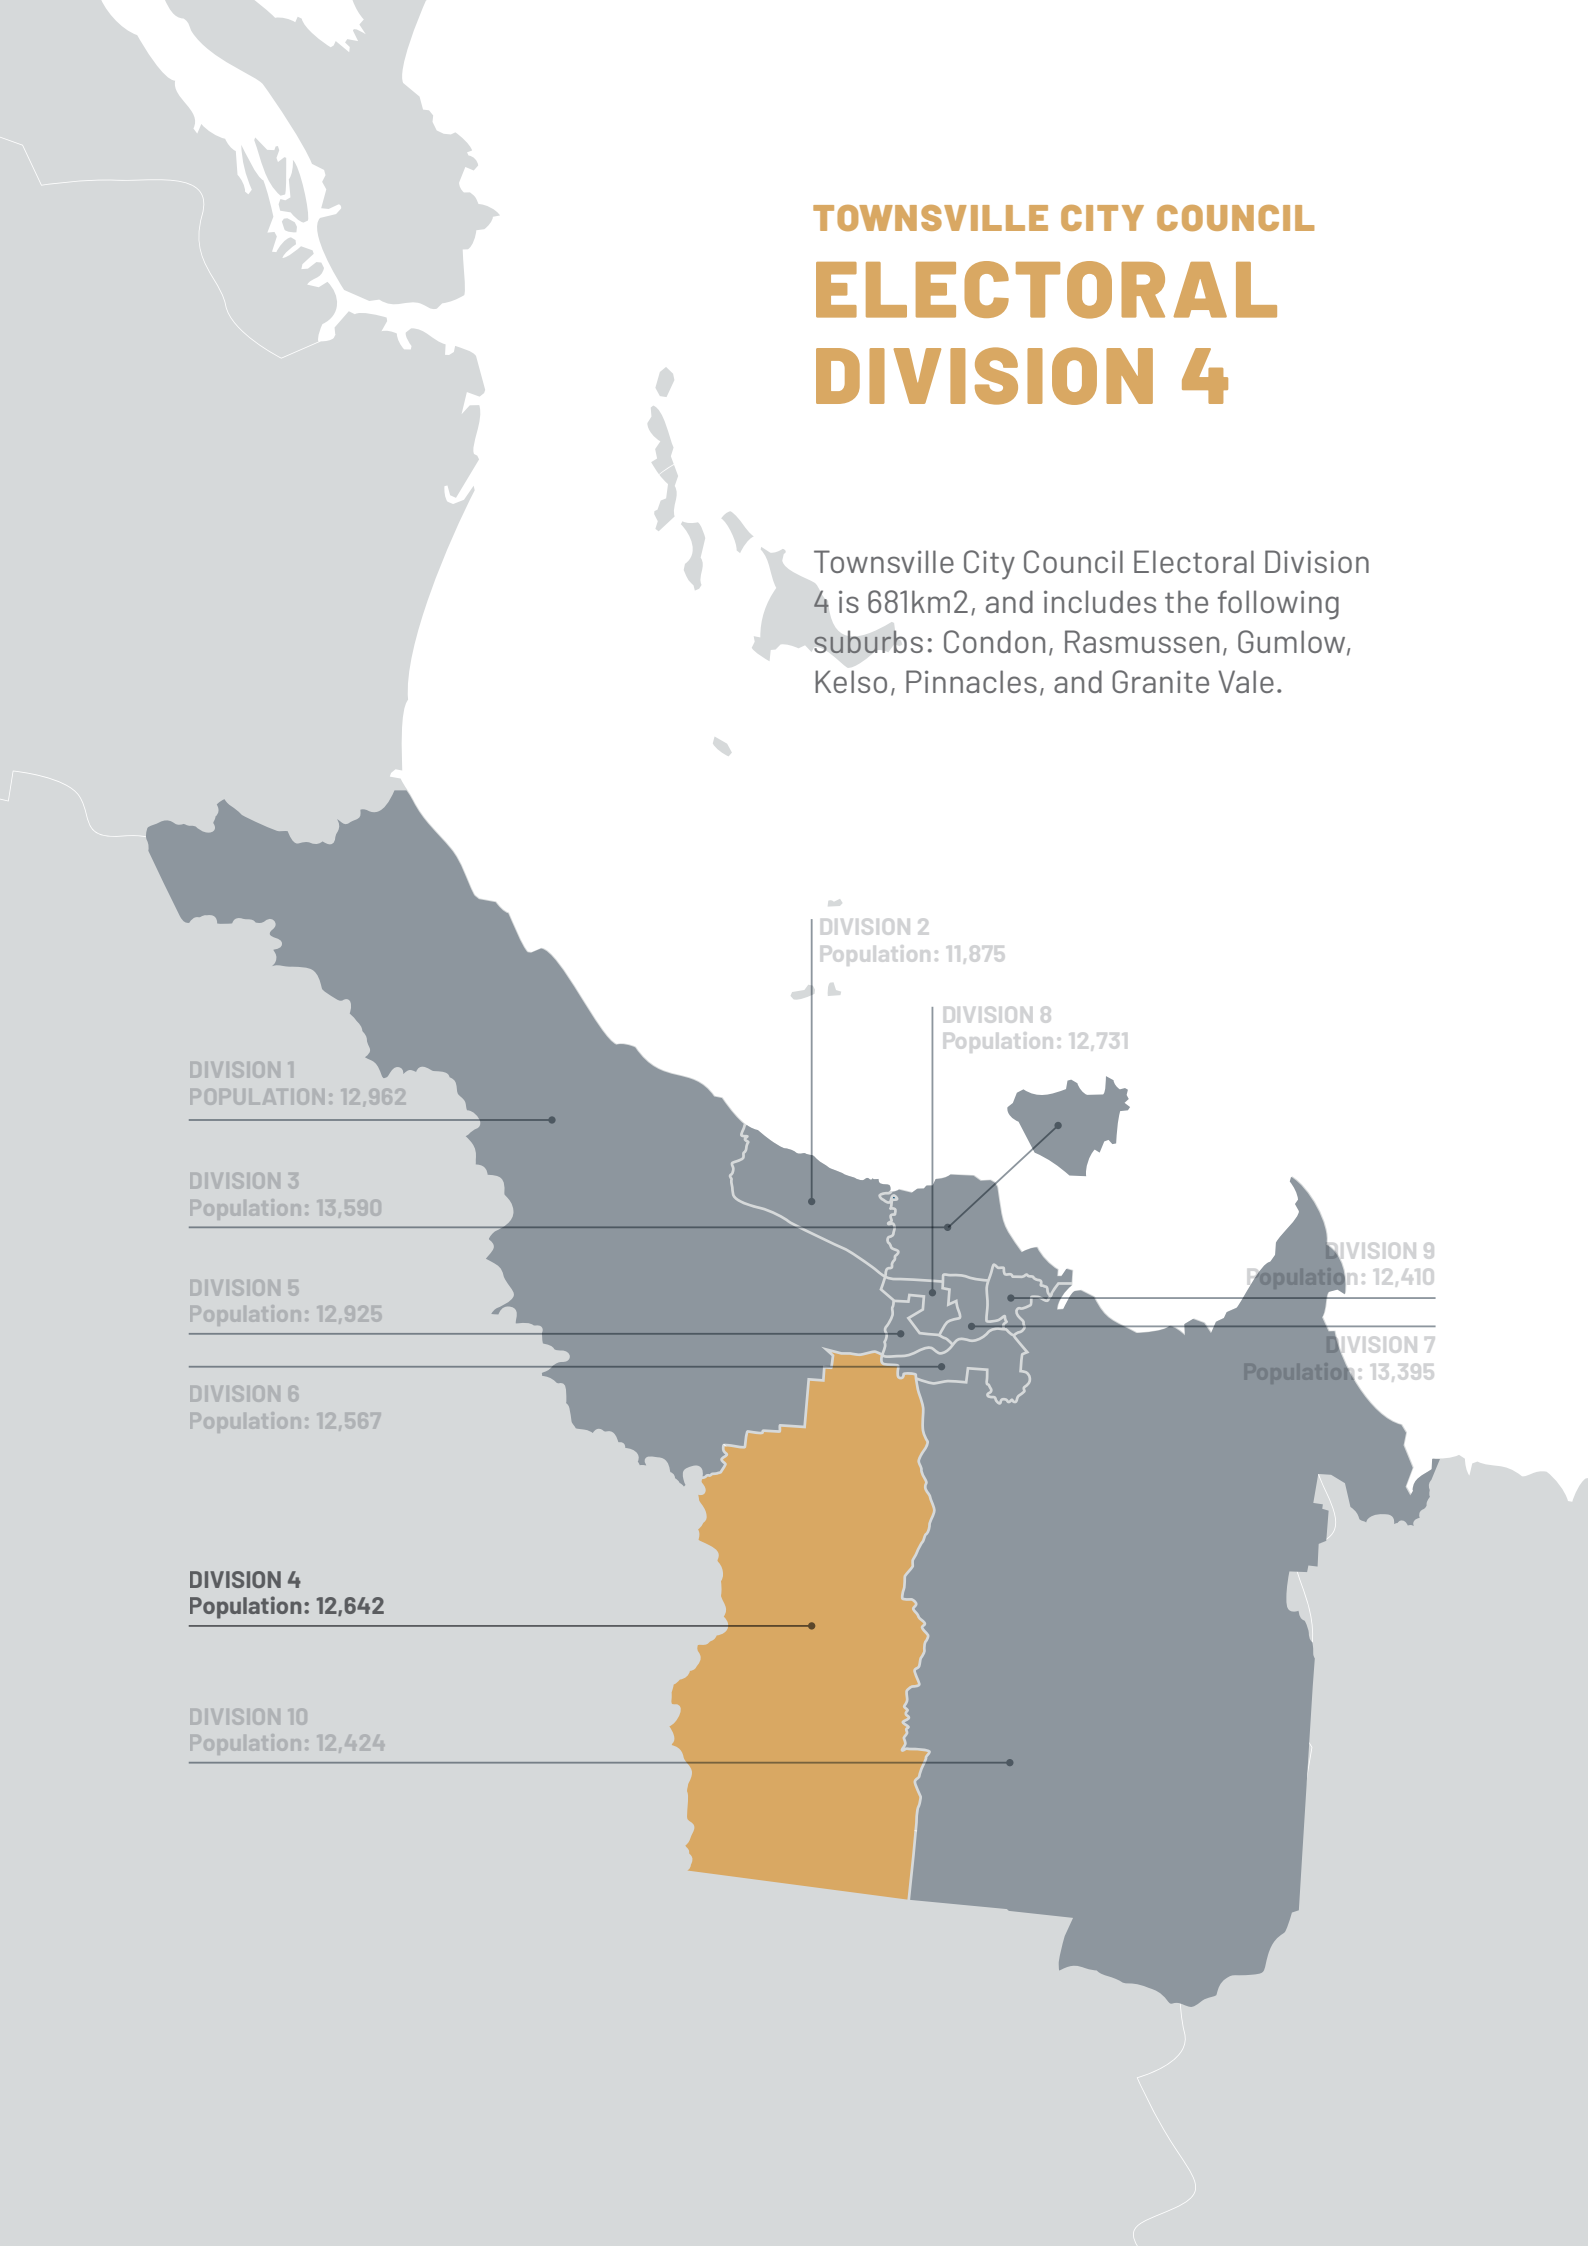 TOWNSVILLE CITY COUNCIL
ELECTORAL
DIVISION 4
Townsville City Council Electoral Division
4 is 681km2, and includes the following
suburbs: Condon, Rasmussen, Gumlow,
Kelso, Pinnacles, and Granite Vale.
DIVISION 2
Population: 11,875
DIVISION 8
Population: 12,731
DIVISION 1
POPULATION: 12,962
DIVISION 3
Population: 13,590
DIVISION 9
Population: 12,410
DIVISION 5
Population: 12,925
DIVISION 7
Population: 13,395
DIVISION 6
Population: 12,567
DIVISION 4
Population: 12,642
DIVISION 10
Population: 12,424